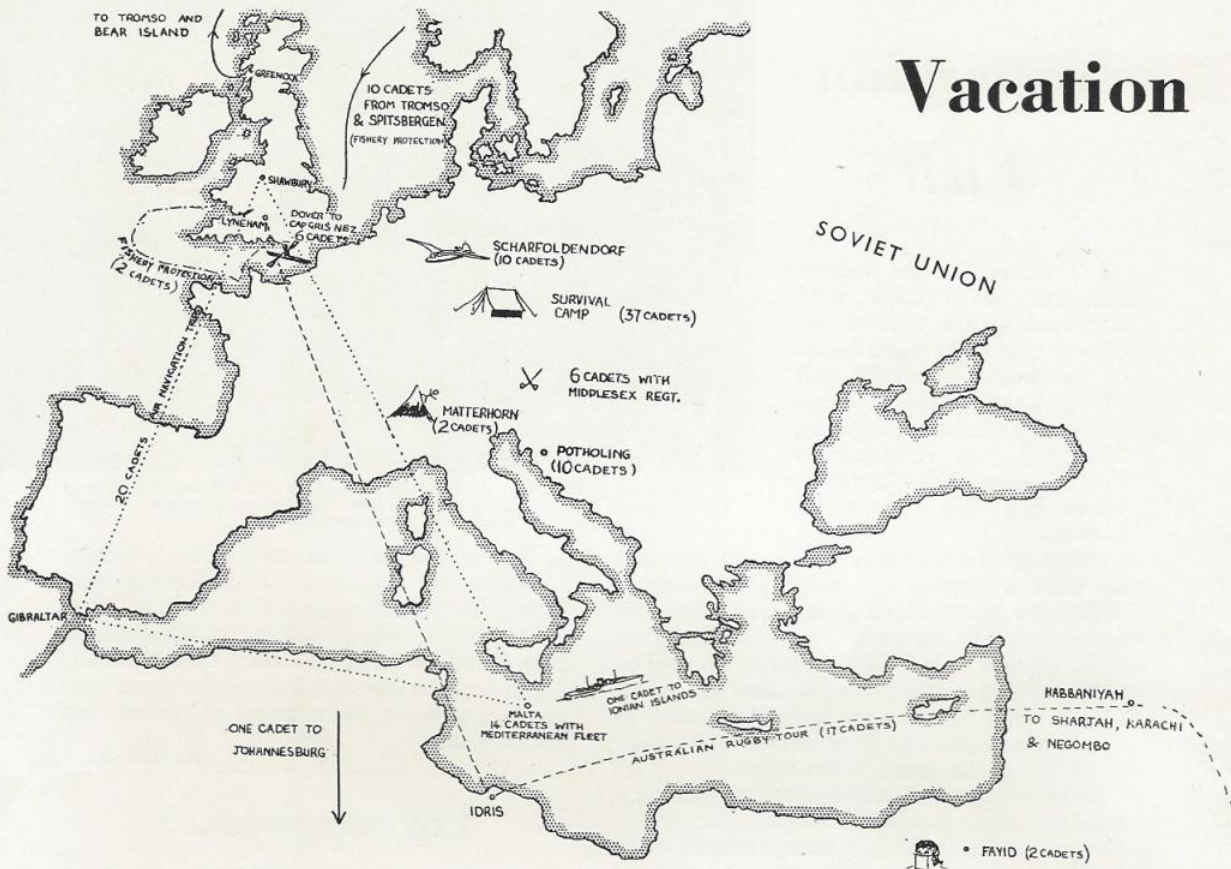 TO TROMSO AND
BEAR ISLAND
Vacation
GREENOCK
10 CADETS
FROM TROMSO
& SPITSBERGEN
(FISHERY PROTECTION)
SHAWBURY
LYNEHAM
DOVER TO
CAP GRIS NEZ
6 CADETS
FISHERY PROTECTION
(2 CADETS)
SCHARFOLDENDORF
(10 CADETS)
SOVIET UNION
SURVIVAL
CAMP (37 CADETS)
6 CADETS WITH
MIDDLESEX REGT.
MATTERHORN
(2 CADETS)
POTHOLING
(10 CADETS)
20 CADETS AIR NAVIGATION TRIP
GIBRALTAR
ONE CADET TO
IONIAN ISLANDS
MALTA
14 CADETS WITH
MEDITERRANEAN FLEET
HABBANIYAH
TO SHARJAH, KARACHI
& NEGOMBO
ONE CADET TO
JOHANNESBURG
AUSTRALIAN RUGBY TOUR (17 CADETS)
IDRIS
FAYID (2 CADETS)